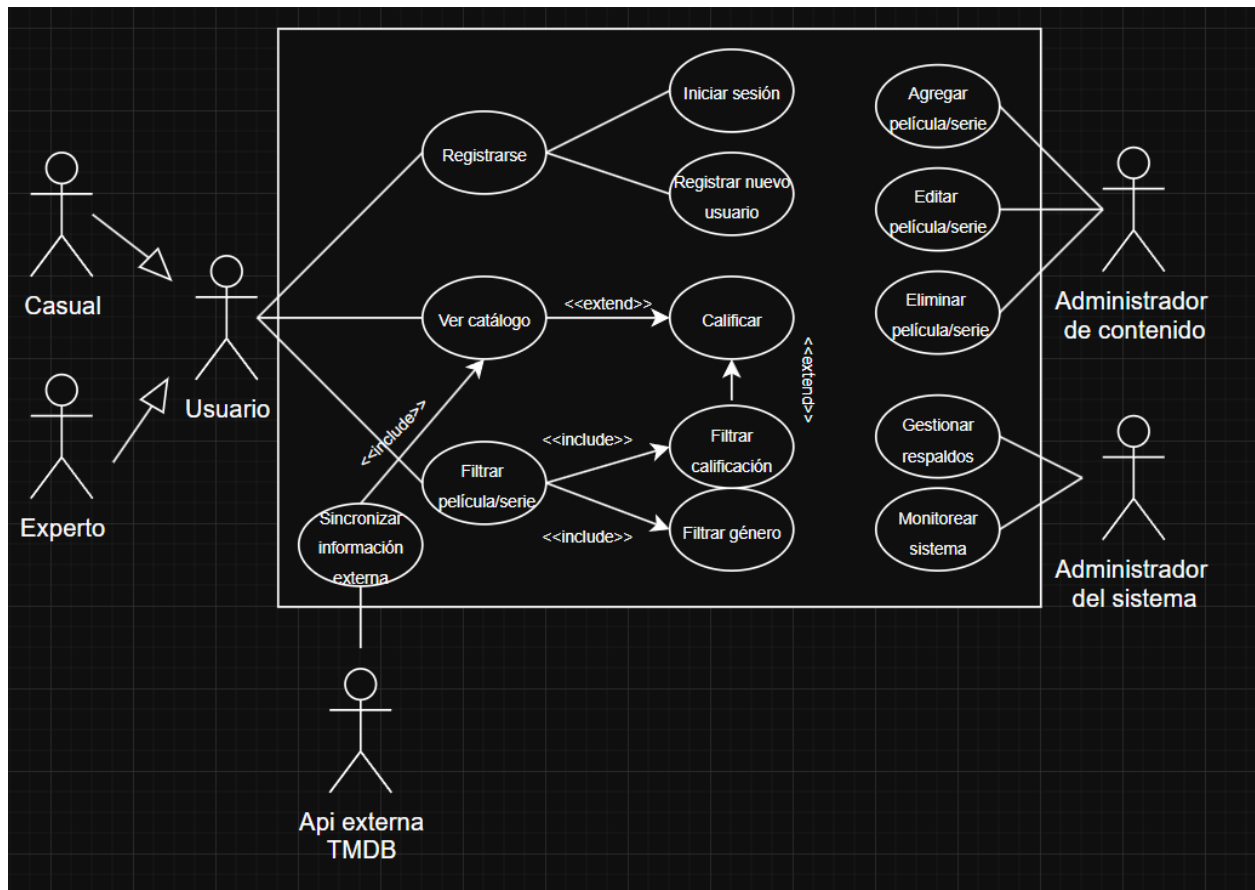 Iniciar sesión
Agregar
película/serie
Registrarse
Registrar nuevo
usuario
Editar
película/serie
Casual
Usuario
Experto
Ver catálogo
<<extend>>
Calificar
<<extend>>
Eliminar
película/serie
Administrador
de contenido
<<include>>
Filtrar
película/serie
<<include>>
<<include>>
Filtrar
calificación
Filtrar género
Gestionar
respaldos
Monitorear
sistema
Administrador
del sistema
Sincronizar
información
externa
Api externa
TMDB